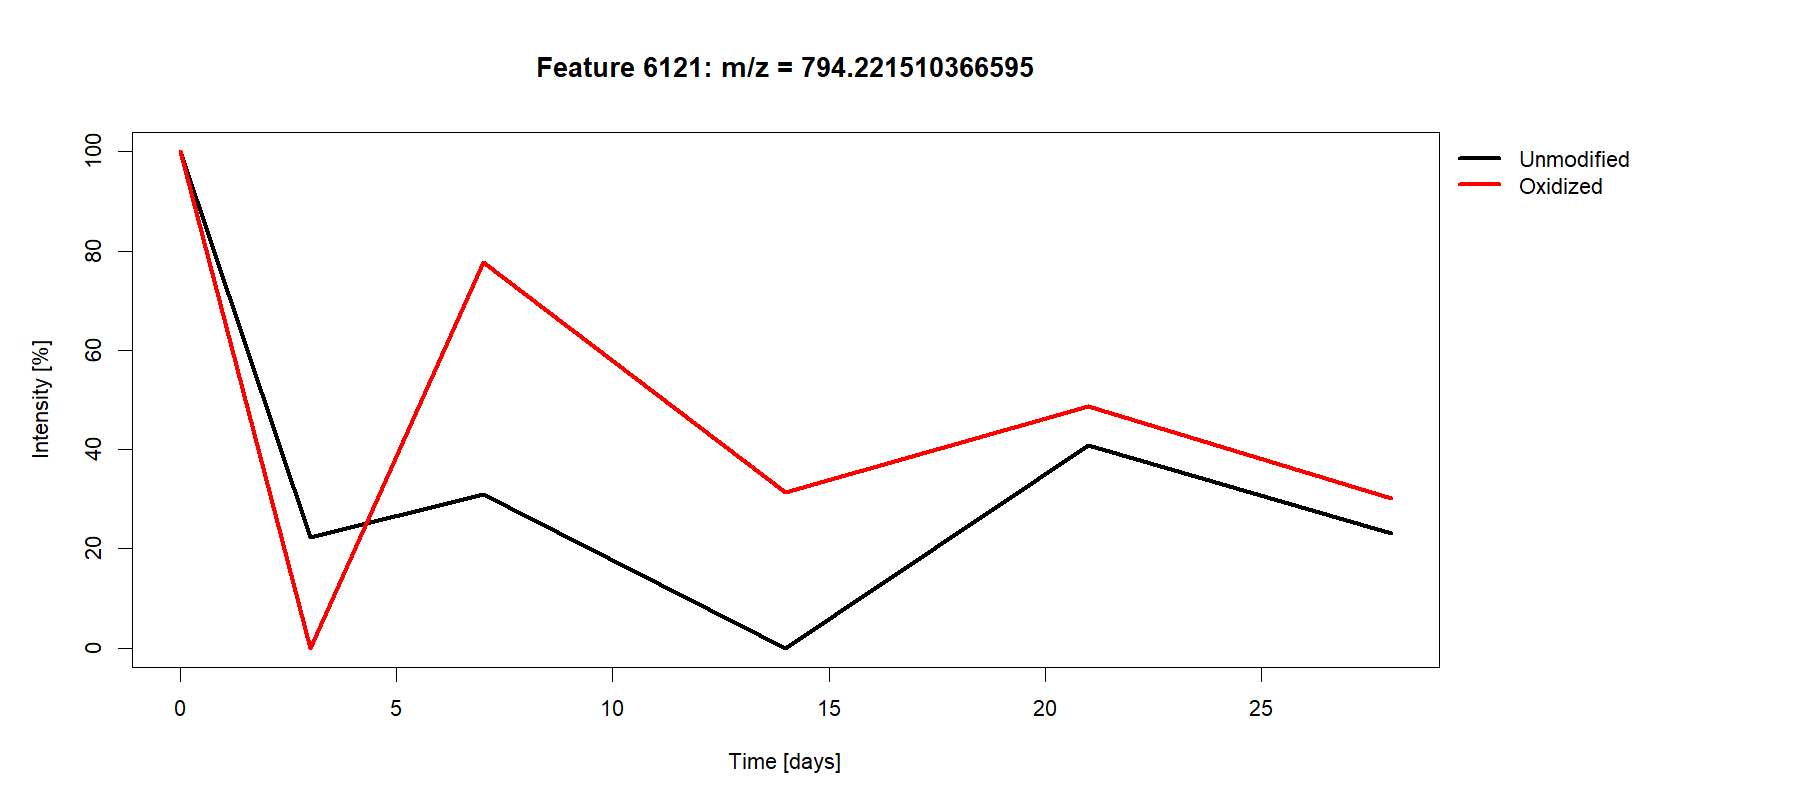 Feature 6121: m/z = 794.221510366595
Unmodified
Oxidized
Intensity [%]
100
80
60
40
20
0
0 5 10 15 20 25
Time [days]